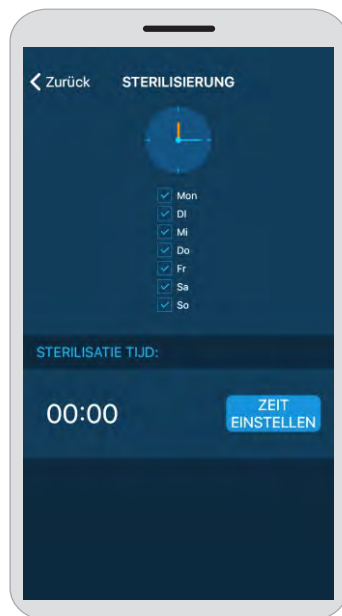 Zurück STERILISIERUNG
Mon
DI
Mi
Do
Fr
Sa
So
STERILISATIE TIJD:
00:00
ZEIT
EINSTELLEN